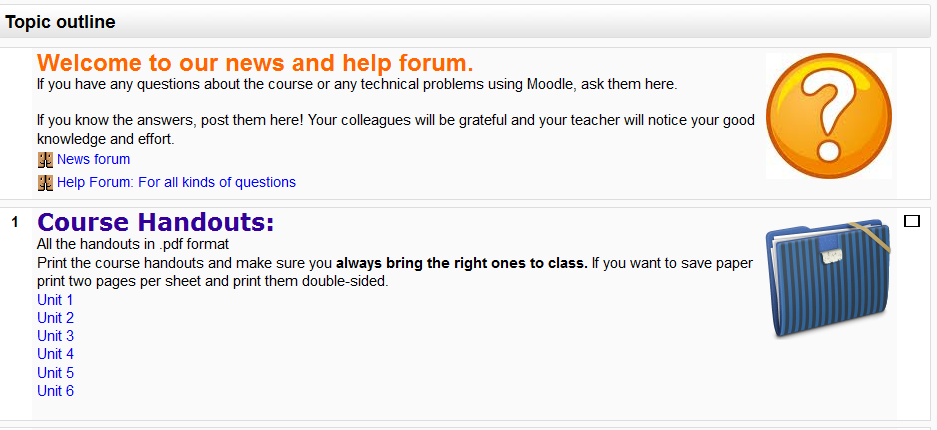 Topic outline
Welcome to our news and help forum.
If you have any questions about the course or any technical problems using Moodle, ask them here.
If you know the answers, post them here! Your colleagues will be grateful and your teacher will notice your good
knowledge and effort.
News forum
Help Forum: For all kinds of questions
1
Course Handouts:
All the handouts in .pdf format
Print the course handouts and make sure you always bring the right ones to class. If you want to save paper
print two pages per sheet and print them double-sided.
Unit 1
Unit 2
Unit 3
Unit 4
Unit 5
Unit 6